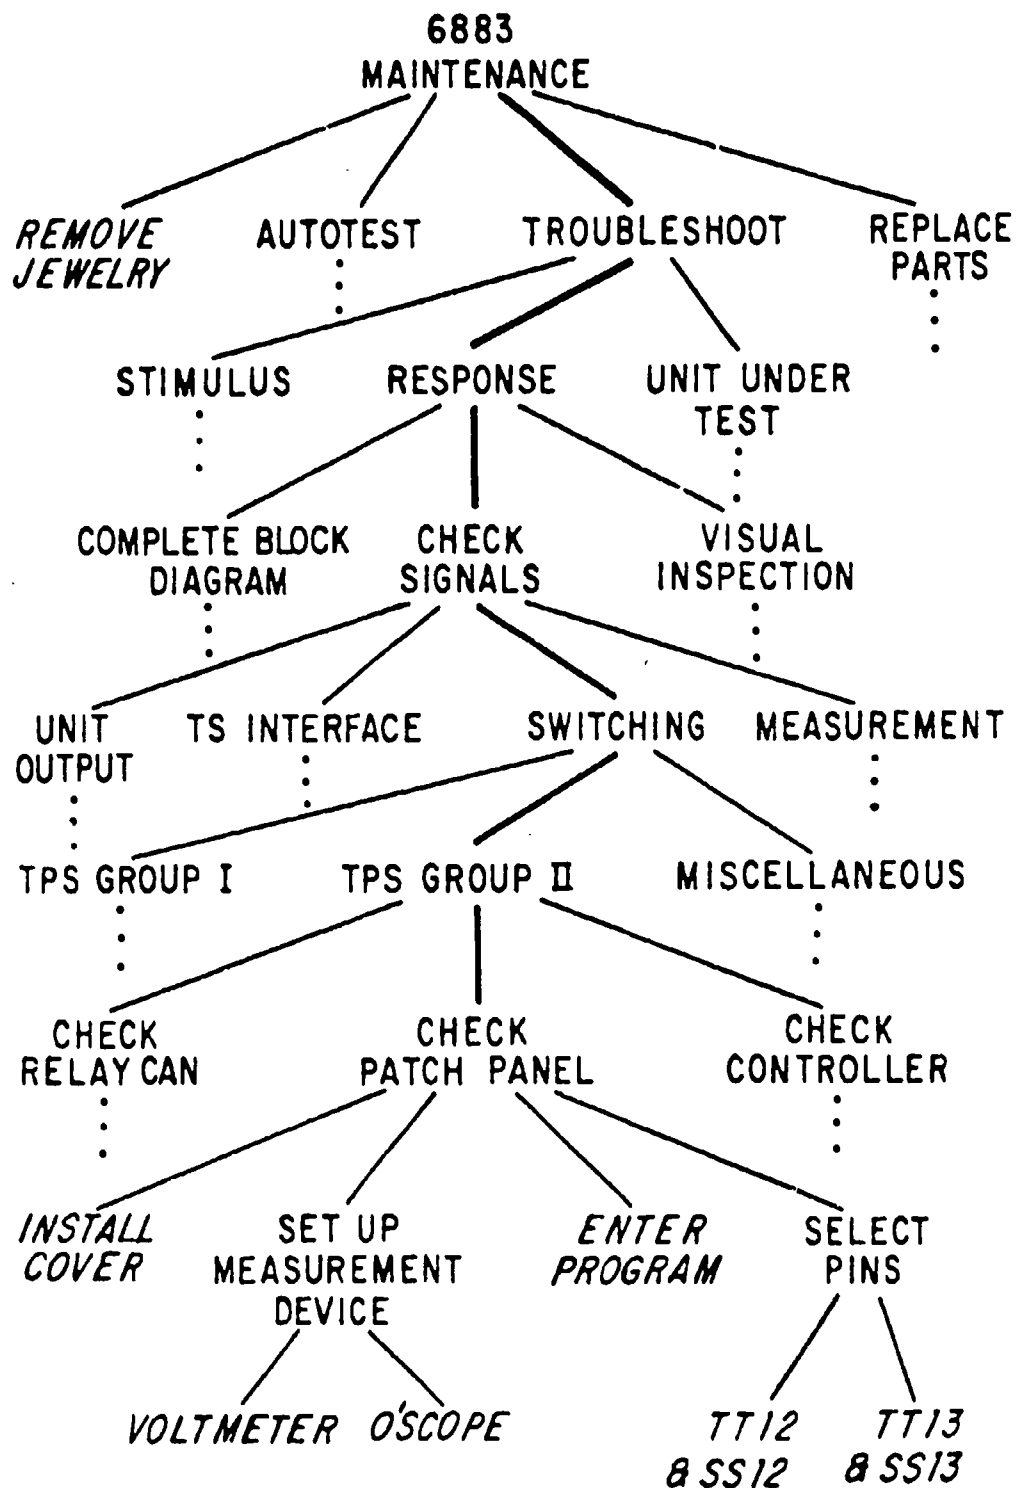 6883
MAINTENANCE
REMOVE
JEWELRY
AUTOTEST
TROUBLESHOOT
REPLACE
PARTS
STIMULUS
RESPONSE
UNIT UNDER
TEST
COMPLETE BLOCK
DIAGRAM
CHECK
SIGNALS
VISUAL
INSPECTION
UNIT
OUTPUT
TS INTERFACE
SWITCHING
MEASUREMENT
TPS GROUP I
TPS GROUP II
MISCELLANEOUS
CHECK
RELAY CAN
CHECK
PATCH PANEL
CHECK
CONTROLLER
INSTALL
COVER
SET UP
MEASUREMENT
DEVICE
ENTER
PROGRAM
SELECT
PINS
VOLTMETER
O'SCOPE
TT12
& SS12
TT13
& SS13